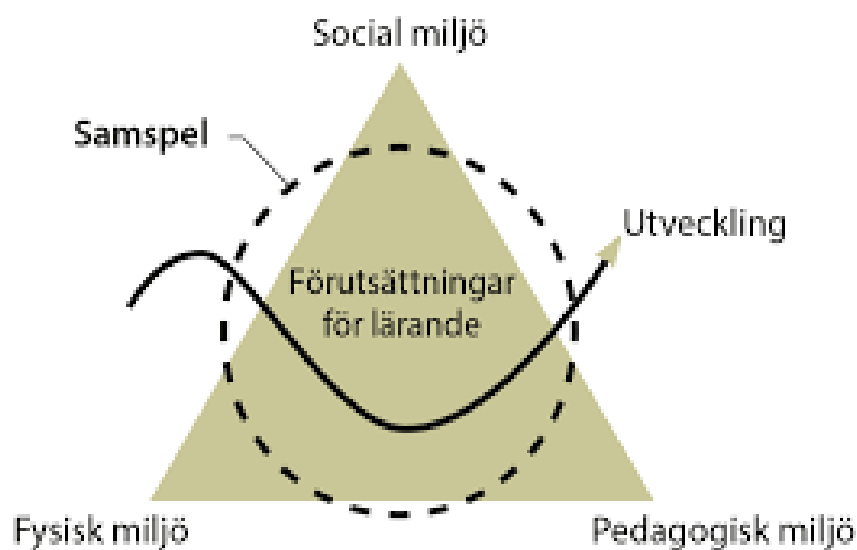 Social miljö
Samspel
Utveckling
Förutsättningar
för lärande
Fysisk miljö
Pedagogisk miljö